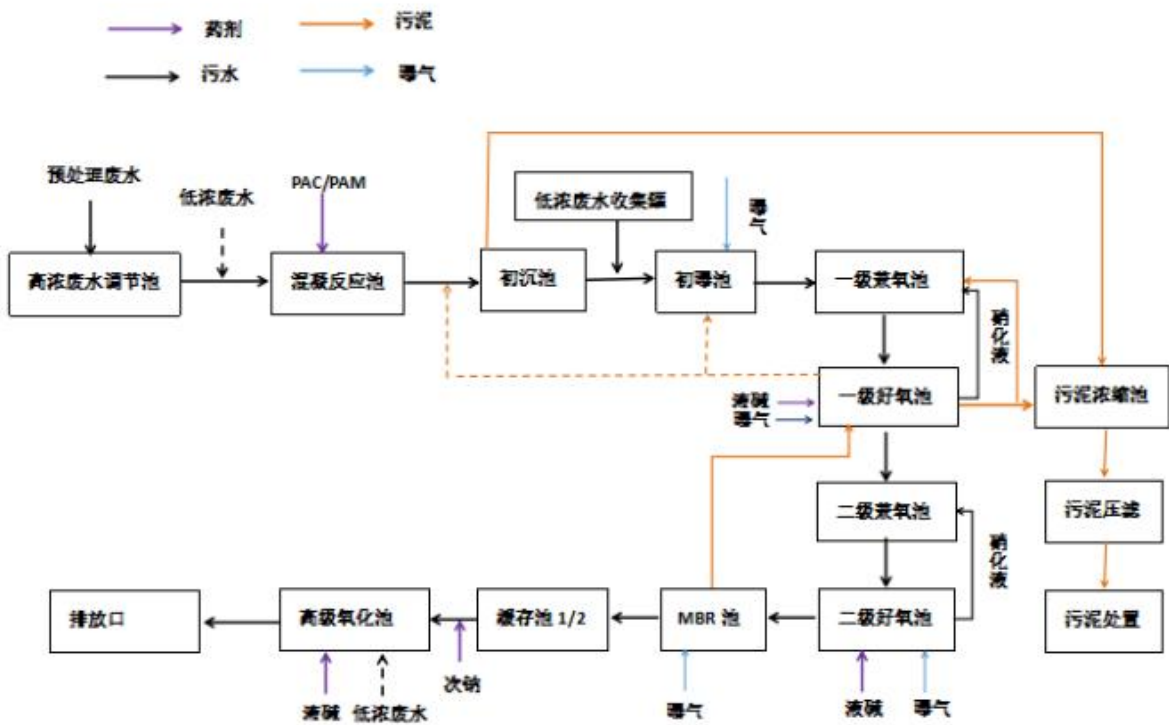 药剂
污泥
污水
曝气
预处理废水
低浓废水
PAC/PAM
低浓废水收集罐
曝气
高浓废水调节池
混凝反应池
初沉池
初曝池
一级兼氧池
硝化液
液碱
曝气
一级好氧池
污泥浓缩池
二级兼氧池
污泥压滤
硝化液
排放口
高级氧化池
缓存池 1/2
MBR 池
二级好氧池
污泥处置
液碱
低浓废水
次钠
曝气
液碱
曝气